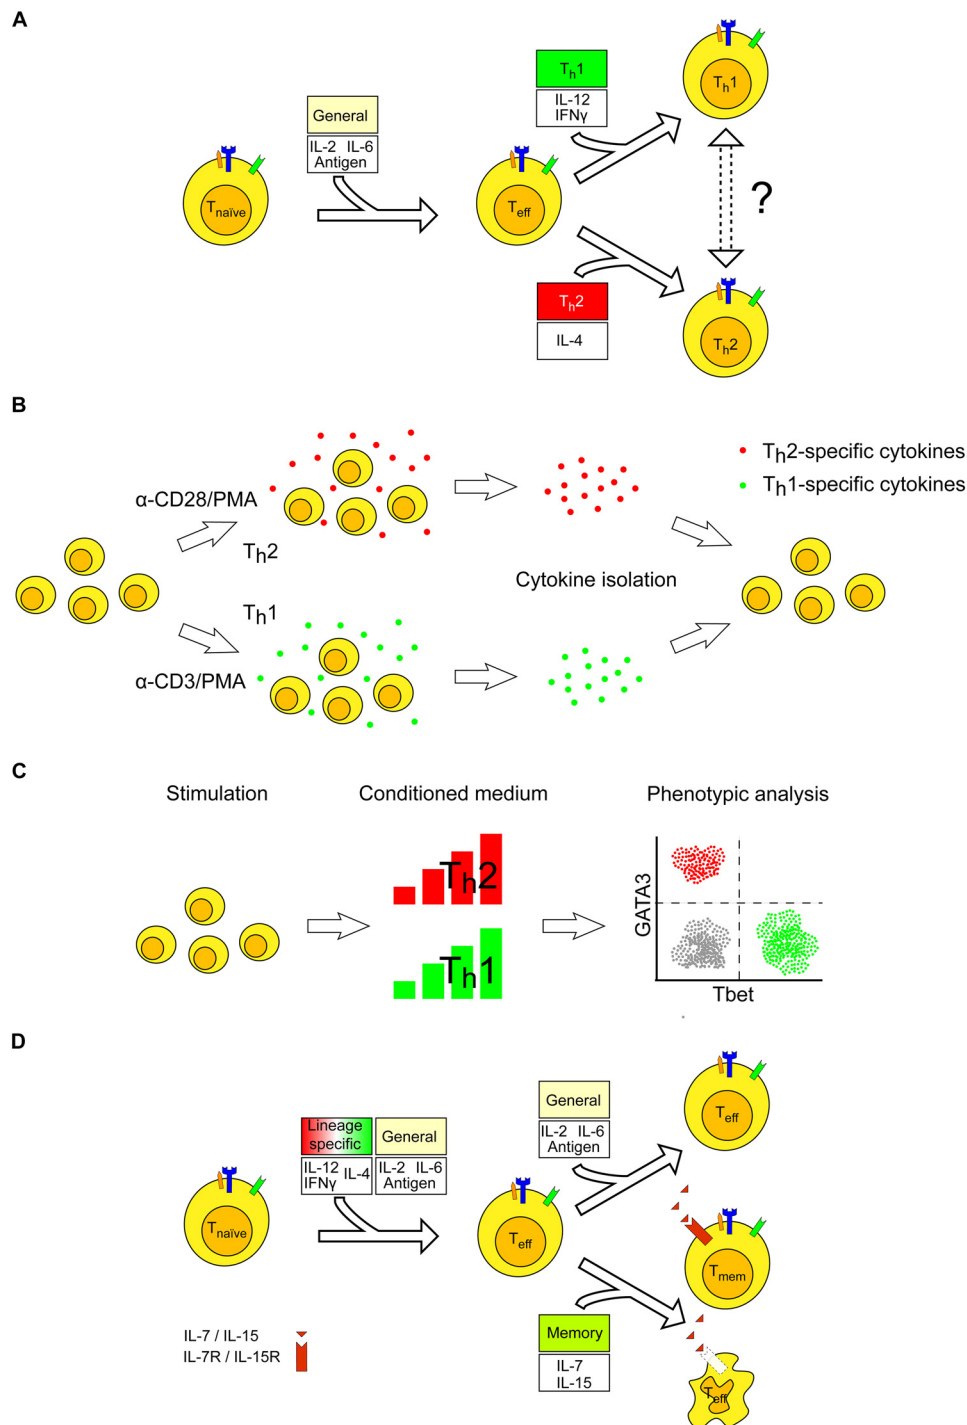 A
General
IL-2 IL-6
Antigen
Tnaïve
Teff
Th1
IL-12
IFNγ
Th1
?
Th2
IL-4
Th2
B
α-CD28/PMA
Th2
Th1
α-CD3/PMA
Cytokine isolation
Th2-specific cytokines
Th1-specific cytokines
C
Stimulation
Conditioned medium
Phenotypic analysis
Th2
Th1
GATA3
Tbet
D
Lineage
specific
General
IL-12
IFNγ
IL-4
IL-2 IL-6
Antigen
Tnaïve
Teff
General
IL-2 IL-6
Antigen
Teff
Tmem
Memory
IL-7
IL-15
Teff
IL-7 / IL-15
IL-7R / IL-15R